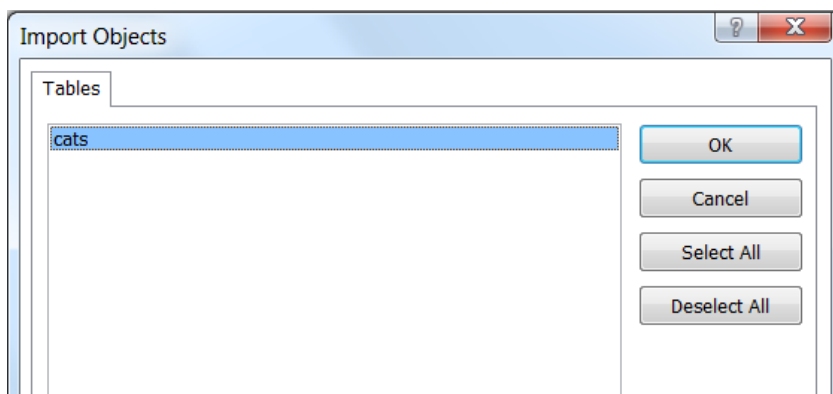 Import Objects
Tables
cats
OK
Cancel
Select All
Deselect All